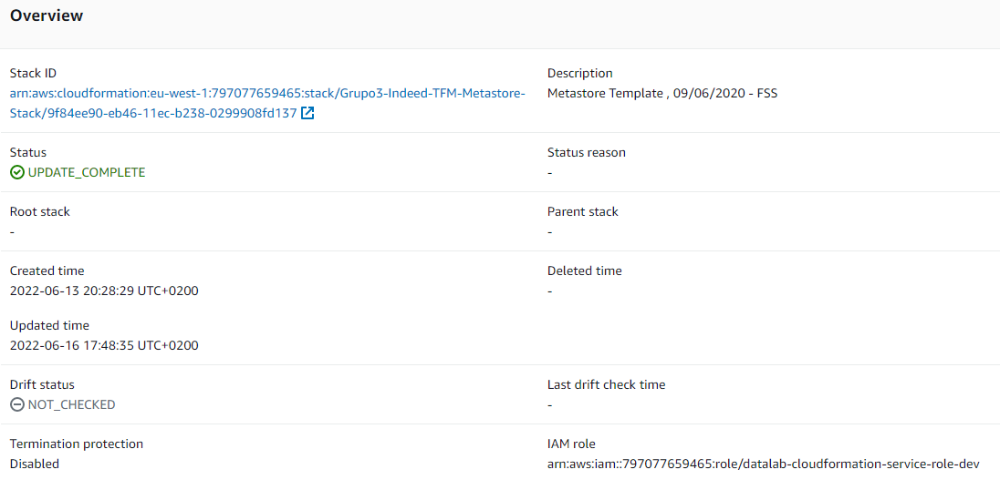 Overview
Stack ID
arn:aws:cloudformation:eu-west-1:797077659465:stack/Grupo3-Indeed-TFM-Metastore-
Stack/9f84ee90-eb46-11ec-b238-0299908fd137
Description
Metastore Template , 09/06/2020 - FSS
Status
UPDATE_COMPLETE
Status reason
-
Root stack
-
Parent stack
-
Created time
2022-06-13 20:28:29 UTC+0200
Deleted time
-
Updated time
2022-06-16 17:48:35 UTC+0200
Drift status
NOT_CHECKED
Last drift check time
-
Termination protection
Disabled
IAM role
arn:aws:iam::797077659465:role/datalab-cloudformation-service-role-dev